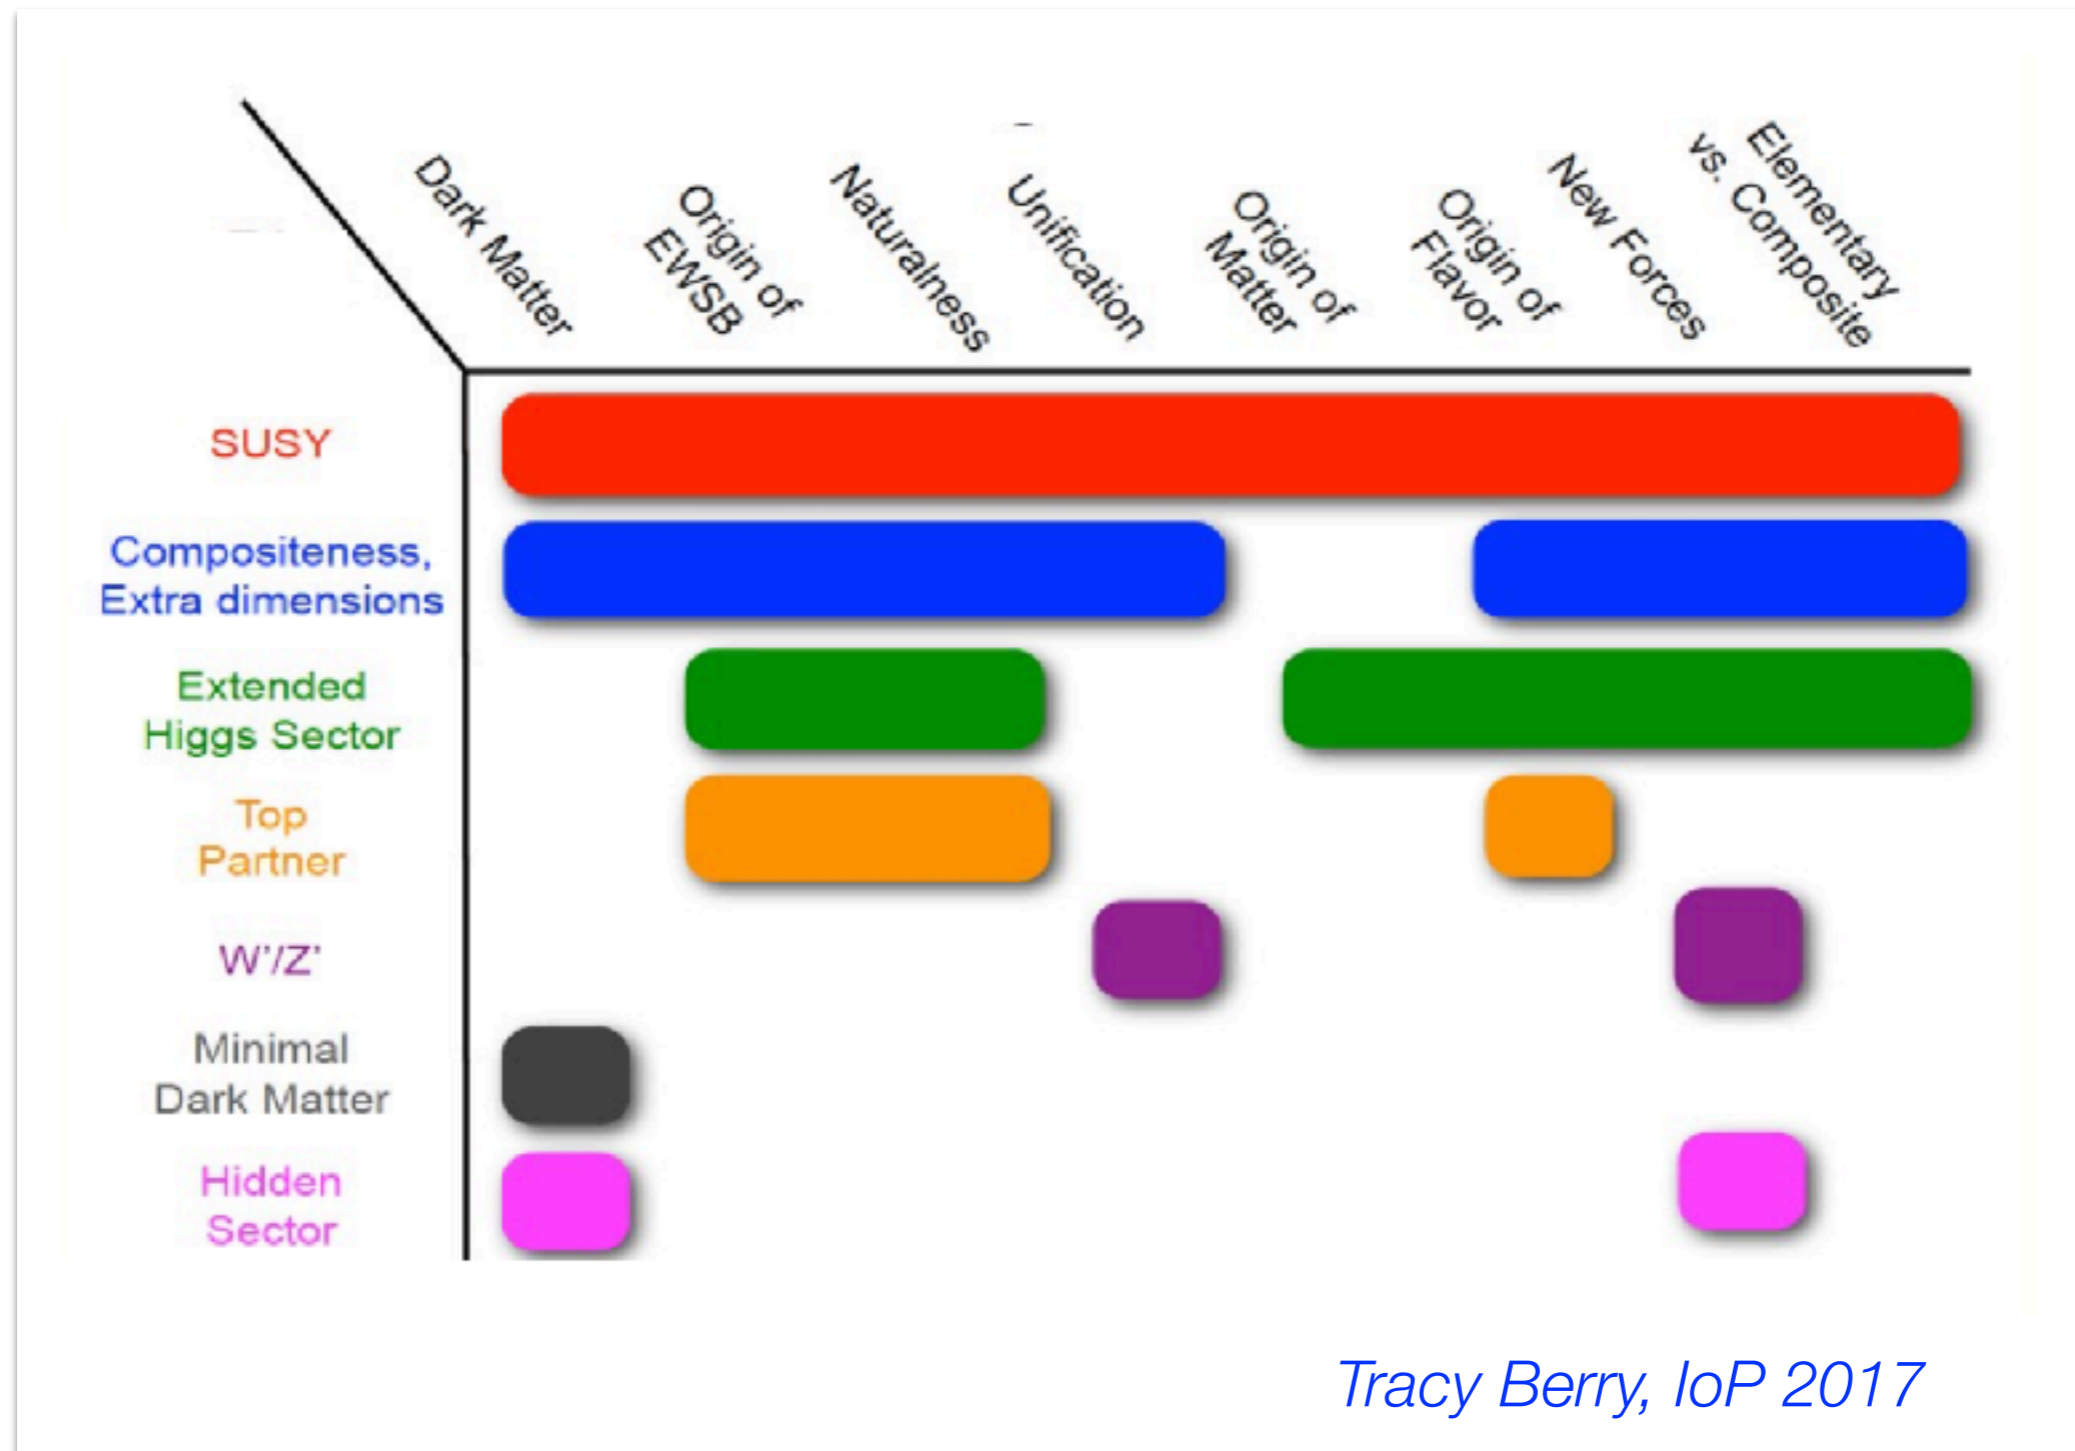 Dark Matter
Origin of
EWSB
Naturalness
Unification
Origin of
Matter
Origin of
Flavor
New Forces
Elementary
vs. Composite
SUSY
Compositeness,
Extra dimensions
Extended
Higgs Sector
Top
Partner
W’/Z’
Minimal
Dark Matter
Hidden
Sector
Tracy Berry, IoP 2017